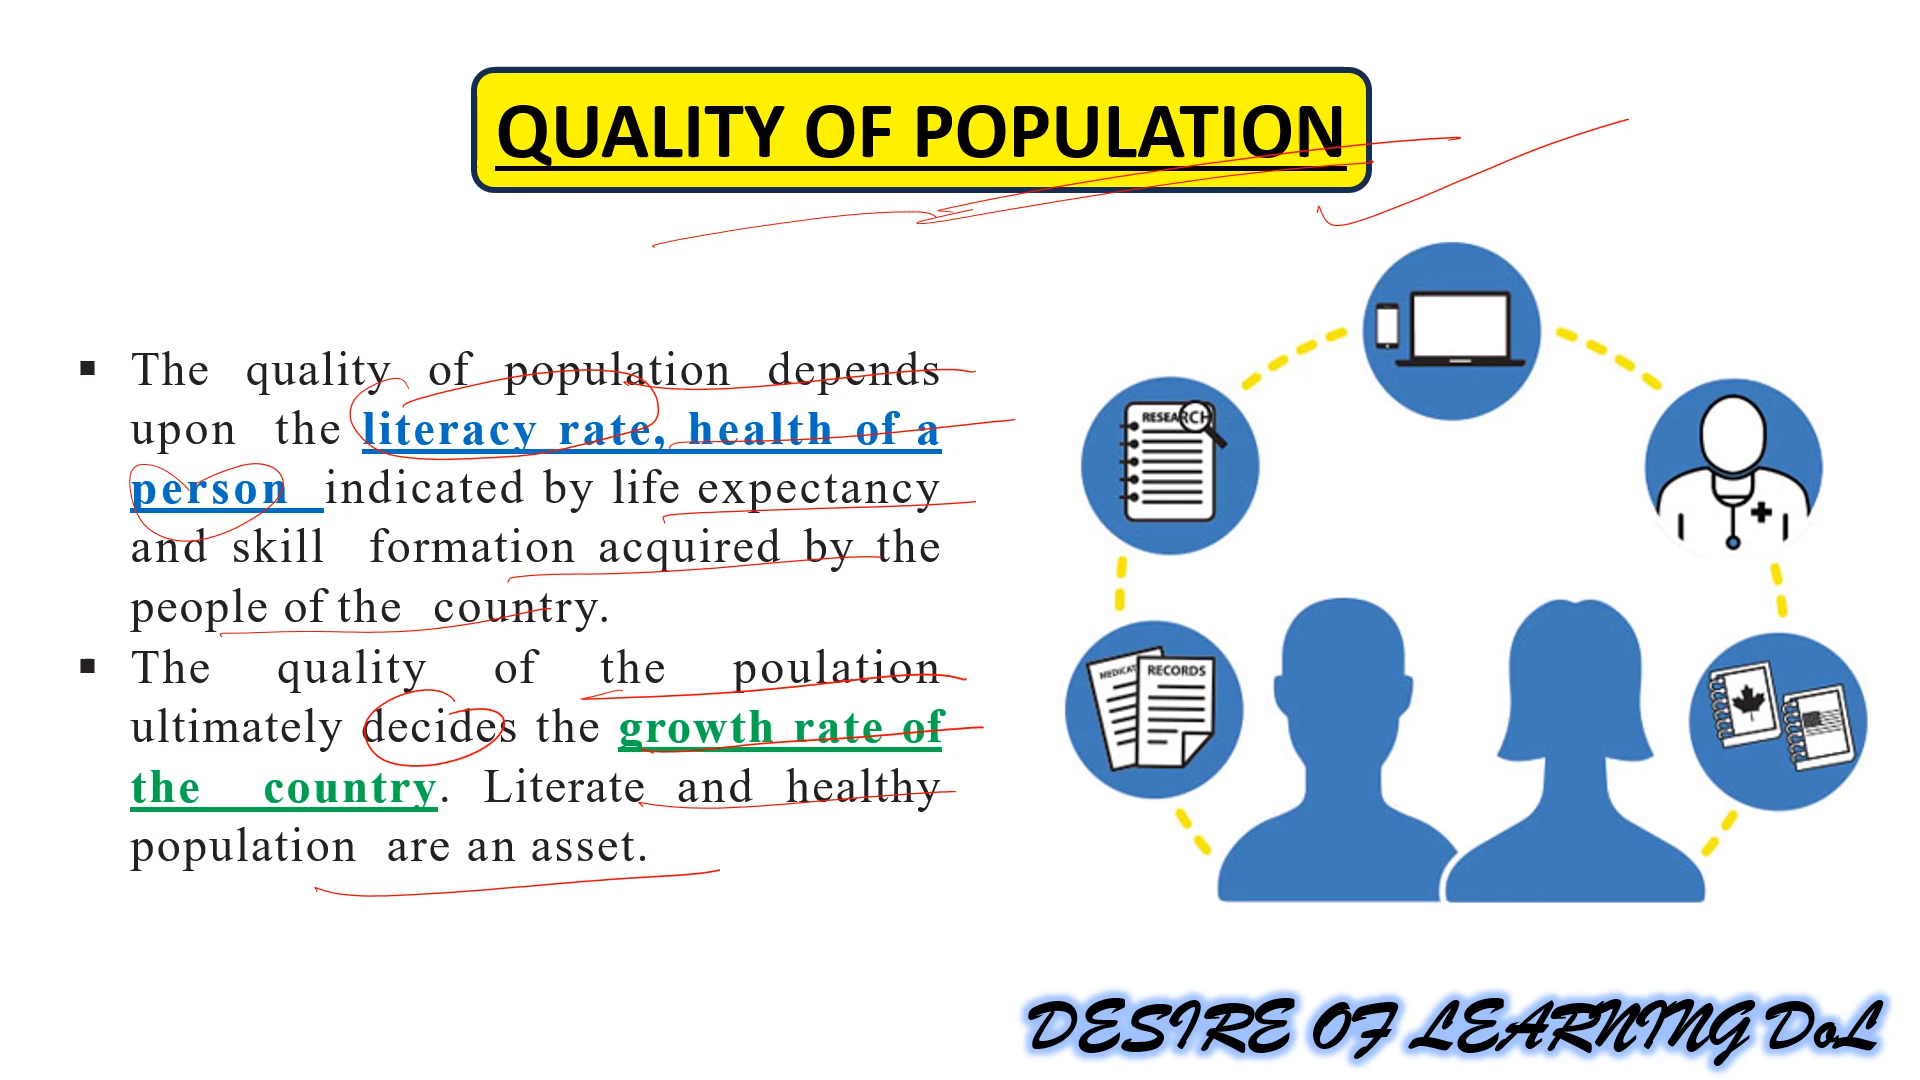 QUALITY OF POPULATION
▪ The quality of population depends
upon the literacy rate, health of a
person indicated by life expectancy
and skill formation acquired by the
people of the country.
▪ The quality of the poulation
ultimately decides the growth rate of
the country. Literate and healthy
population are an asset.
RESEARCH
RECORDS
DESIRE OF LEARNING DoL